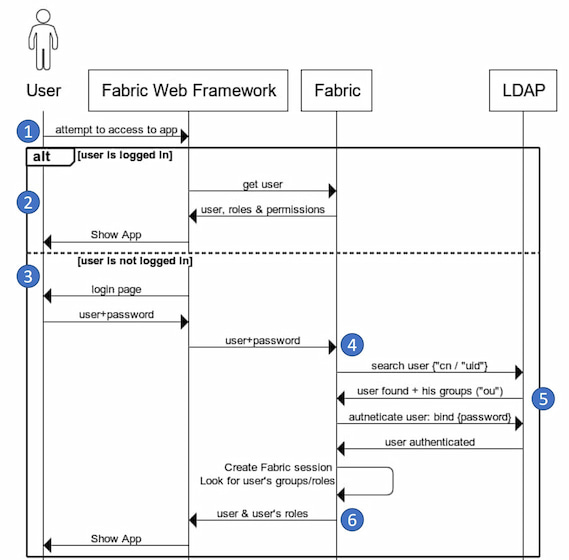 User
Fabric Web Framework
Fabric
LDAP
1
attempt to access to app
alt
[user is logged in]
get user
2
user, roles & permissions
Show App
[user is not logged in]
3
login page
user+password
user+password
4
search user {"cn / "uid"}
user found + his groups ("ou")
5
autneticate user: bind {password}
user authenticated
Create Fabric session
Look for user's groups/roles
user & user's roles
6
Show App